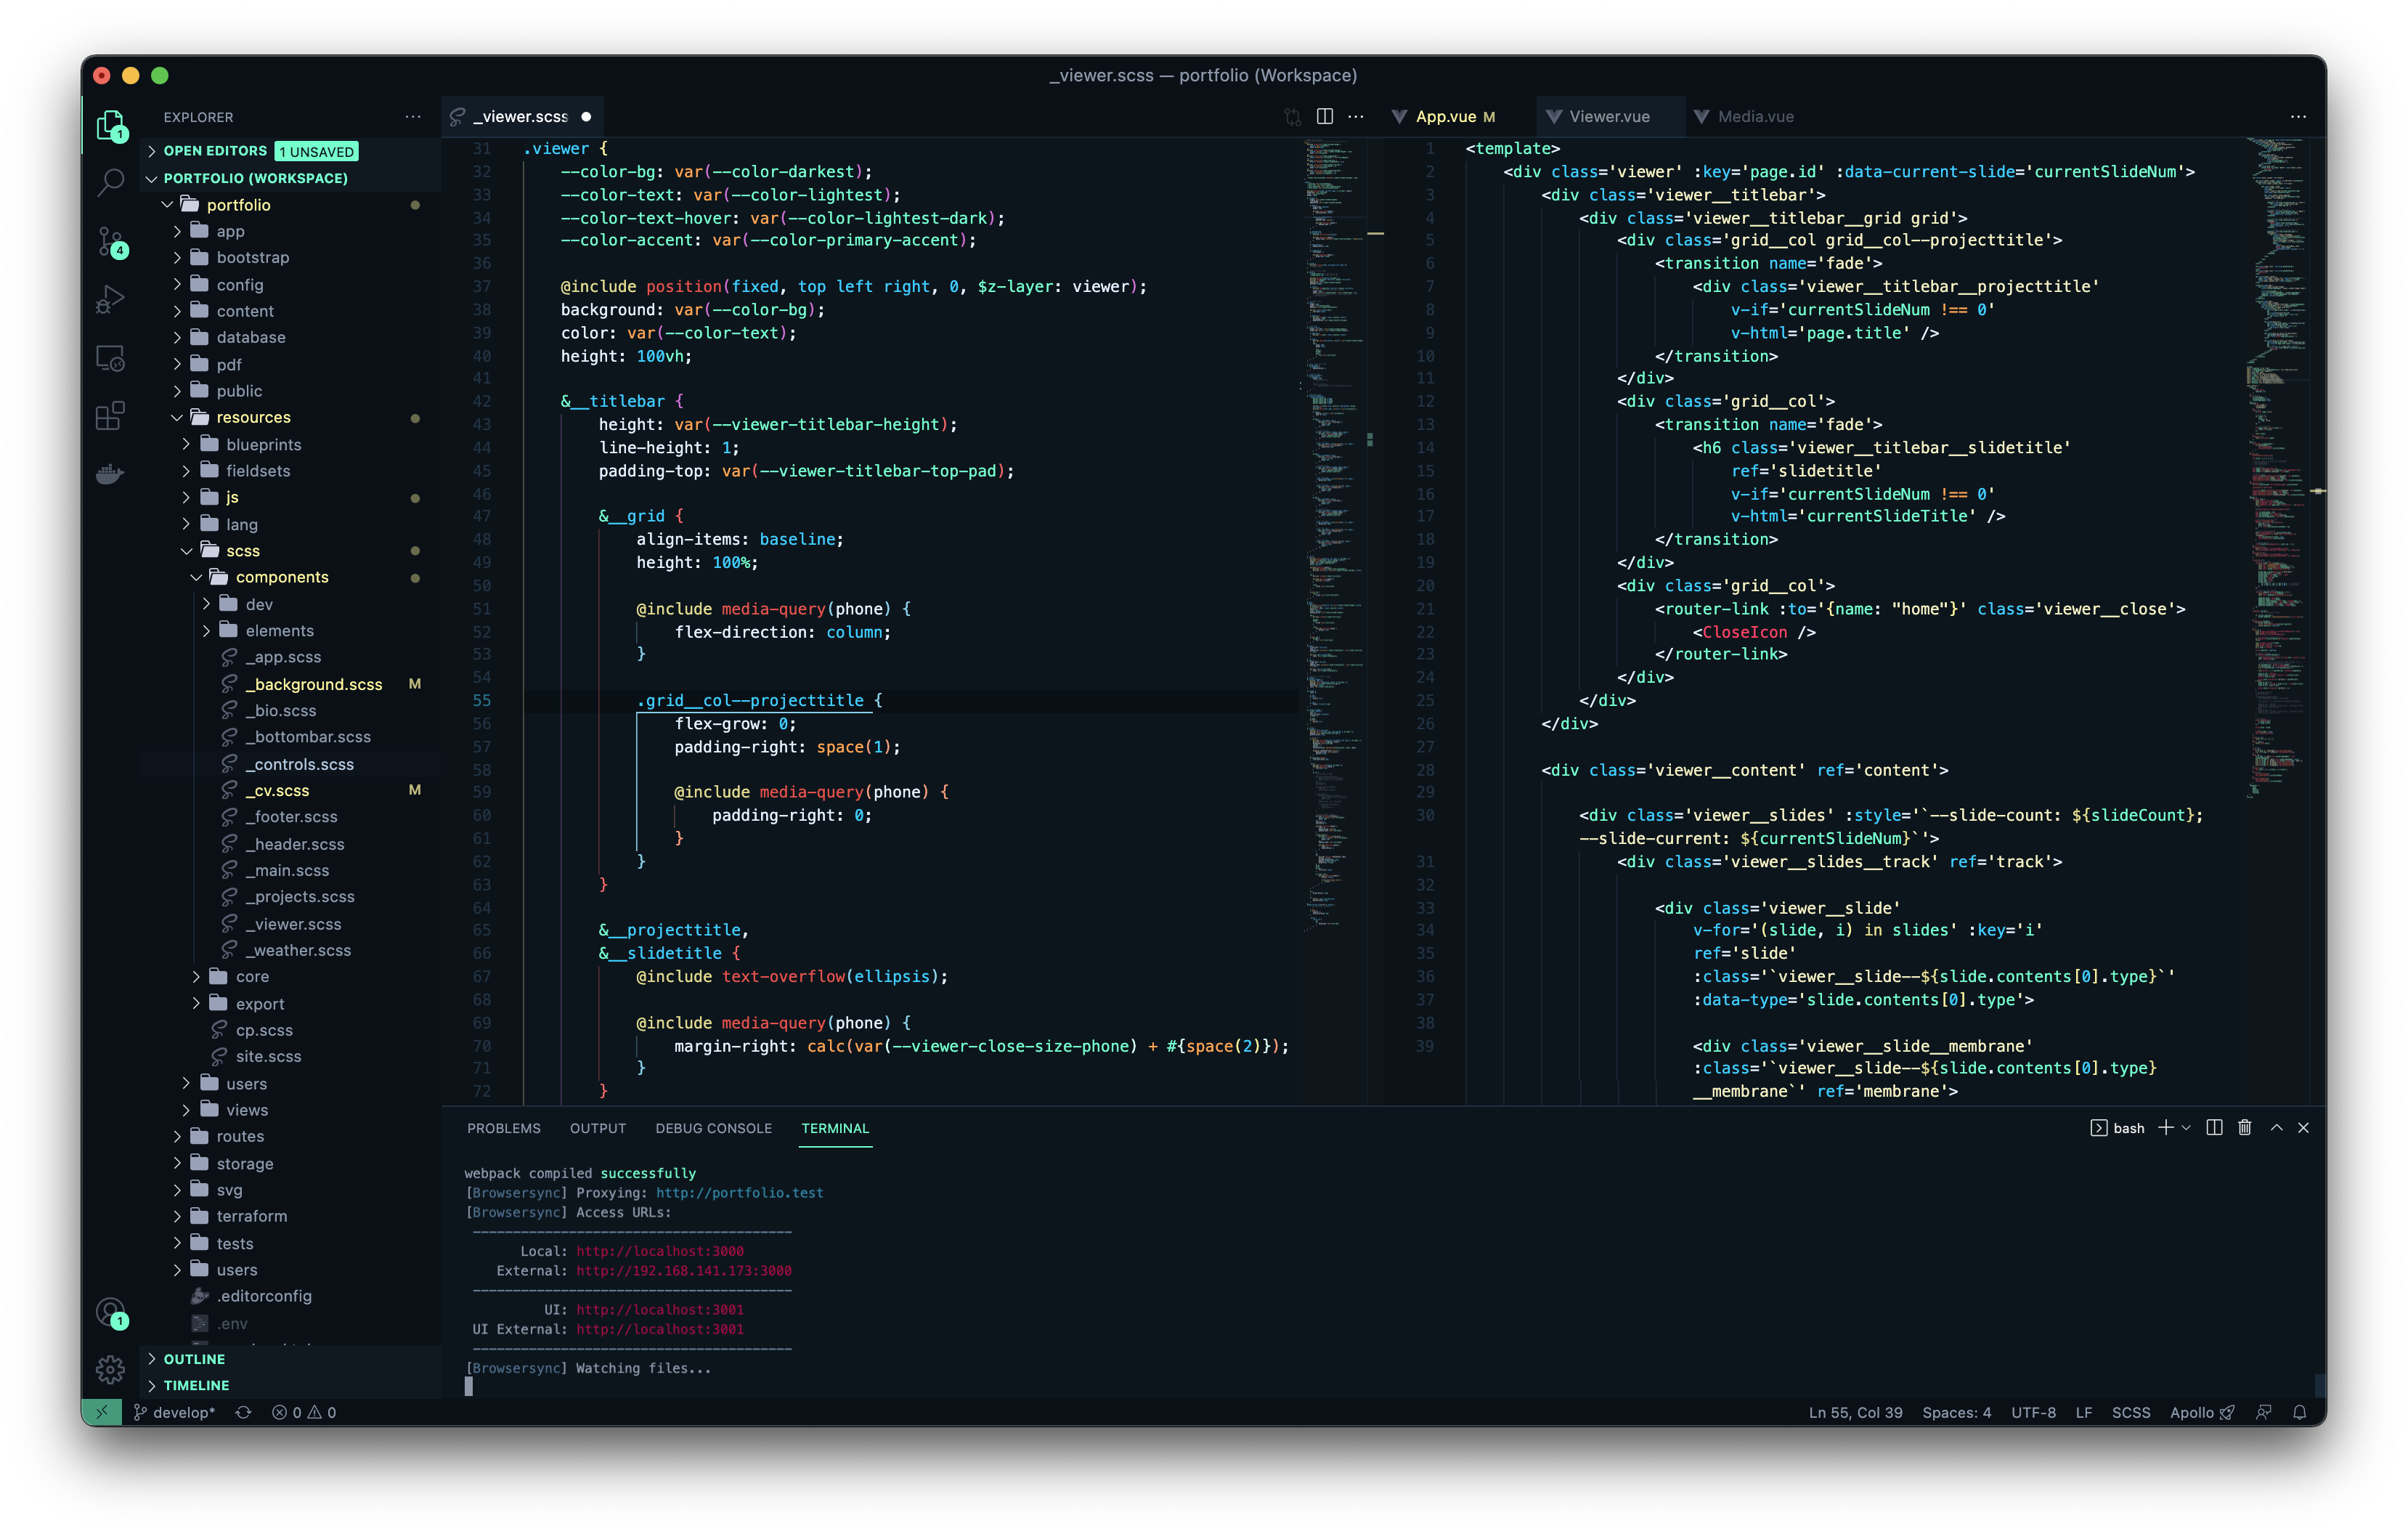 _viewer.scss — portfolio (Workspace)
EXPLORER
OPEN EDITORS 1 UNSAVED
PORTFOLIO (WORKSPACE)
portfolio
app
bootstrap
config
content
database
pdf
public
resources
blueprints
fieldsets
js
lang
scss
components
dev
elements
_app.scss
_background.scss M
_bio.scss
_bottombar.scss
_controls.scss
_cv.scss M
_footer.scss
_header.scss
_main.scss
_projects.scss
_viewer.scss
_weather.scss
core
export
cp.scss
site.scss
users
views
routes
storage
svg
terraform
tests
users
.editorconfig
.env
OUTLINE
TIMELINE
1
4
1
_viewer.scss
31 .viewer {
32 --color-bg: var(--color-darkest);
33 --color-text: var(--color-lightest);
34 --color-text-hover: var(--color-lightest-dark);
35 --color-accent: var(--color-primary-accent);
36
37 @include position(fixed, top left right, 0, $z-layer: viewer);
38 background: var(--color-bg);
39 color: var(--color-text);
40 height: 100vh;
41
42 &__titlebar {
43 height: var(--viewer-titlebar-height);
44 line-height: 1;
45 padding-top: var(--viewer-titlebar-top-pad);
46
47 &__grid {
48 align-items: baseline;
49 height: 100%;
50
51 @include media-query(phone) {
52 flex-direction: column;
53 }
54
55 .grid__col--projecttitle {
56 flex-grow: 0;
57 padding-right: space(1);
58
59 @include media-query(phone) {
60 padding-right: 0;
61 }
62 }
63 }
64
65 &__projecttitle,
66 &__slidetitle {
67 @include text-overflow(ellipsis);
68
69 @include media-query(phone) {
70 margin-right: calc(var(--viewer-close-size-phone) + #{space(2)});
71 }
72 }
App.vue M
Viewer.vue
Media.vue
1 <template>
2 <div class='viewer' :key='page.id' :data-current-slide='currentSlideNum'>
3 <div class='viewer__titlebar'>
4 <div class='viewer__titlebar__grid grid'>
5 <div class='grid__col grid__col--projecttitle'>
6 <transition name='fade'>
7 <div class='viewer__titlebar__projecttitle'
8 v-if='currentSlideNum !== 0'
9 v-html='page.title' />
10 </transition>
11 </div>
12 <div class='grid__col'>
13 <transition name='fade'>
14 <h6 class='viewer__titlebar__slidetitle'
15 ref='slidetitle'
16 v-if='currentSlideNum !== 0'
17 v-html='currentSlideTitle' />
18 </transition>
19 </div>
20 <div class='grid__col'>
21 <router-link :to='{name: "home"}' class='viewer__close'>
22 <CloseIcon />
23 </router-link>
24 </div>
25 </div>
26 </div>
27
28 <div class='viewer__content' ref='content'>
29
30 <div class='viewer__slides' :style='`--slide-count: ${slideCount};
--slide-current: ${currentSlideNum}`'>
31 <div class='viewer__slides__track' ref='track'>
32
33 <div class='viewer__slide'
34 v-for='(slide, i) in slides' :key='i'
35 ref='slide'
36 :class='`viewer__slide--${slide.contents[0].type}`'
37 :data-type='slide.contents[0].type'>
38
39 <div class='viewer__slide__membrane'
:class='`viewer__slide--${slide.contents[0].type}
__membrane`' ref='membrane'>
PROBLEMS OUTPUT DEBUG CONSOLE TERMINAL
bash
webpack compiled successfully
[Browsersync] Proxying: http://portfolio.test
[Browsersync] Access URLs:
--------------------------------------
Local: http://localhost:3000
External: http://192.168.141.173:3000
--------------------------------------
UI: http://localhost:3001
UI External: http://localhost:3001
--------------------------------------
[Browsersync] Watching files...
develop* 0 0
Ln 55, Col 39 Spaces: 4 UTF-8 LF SCSS Apollo